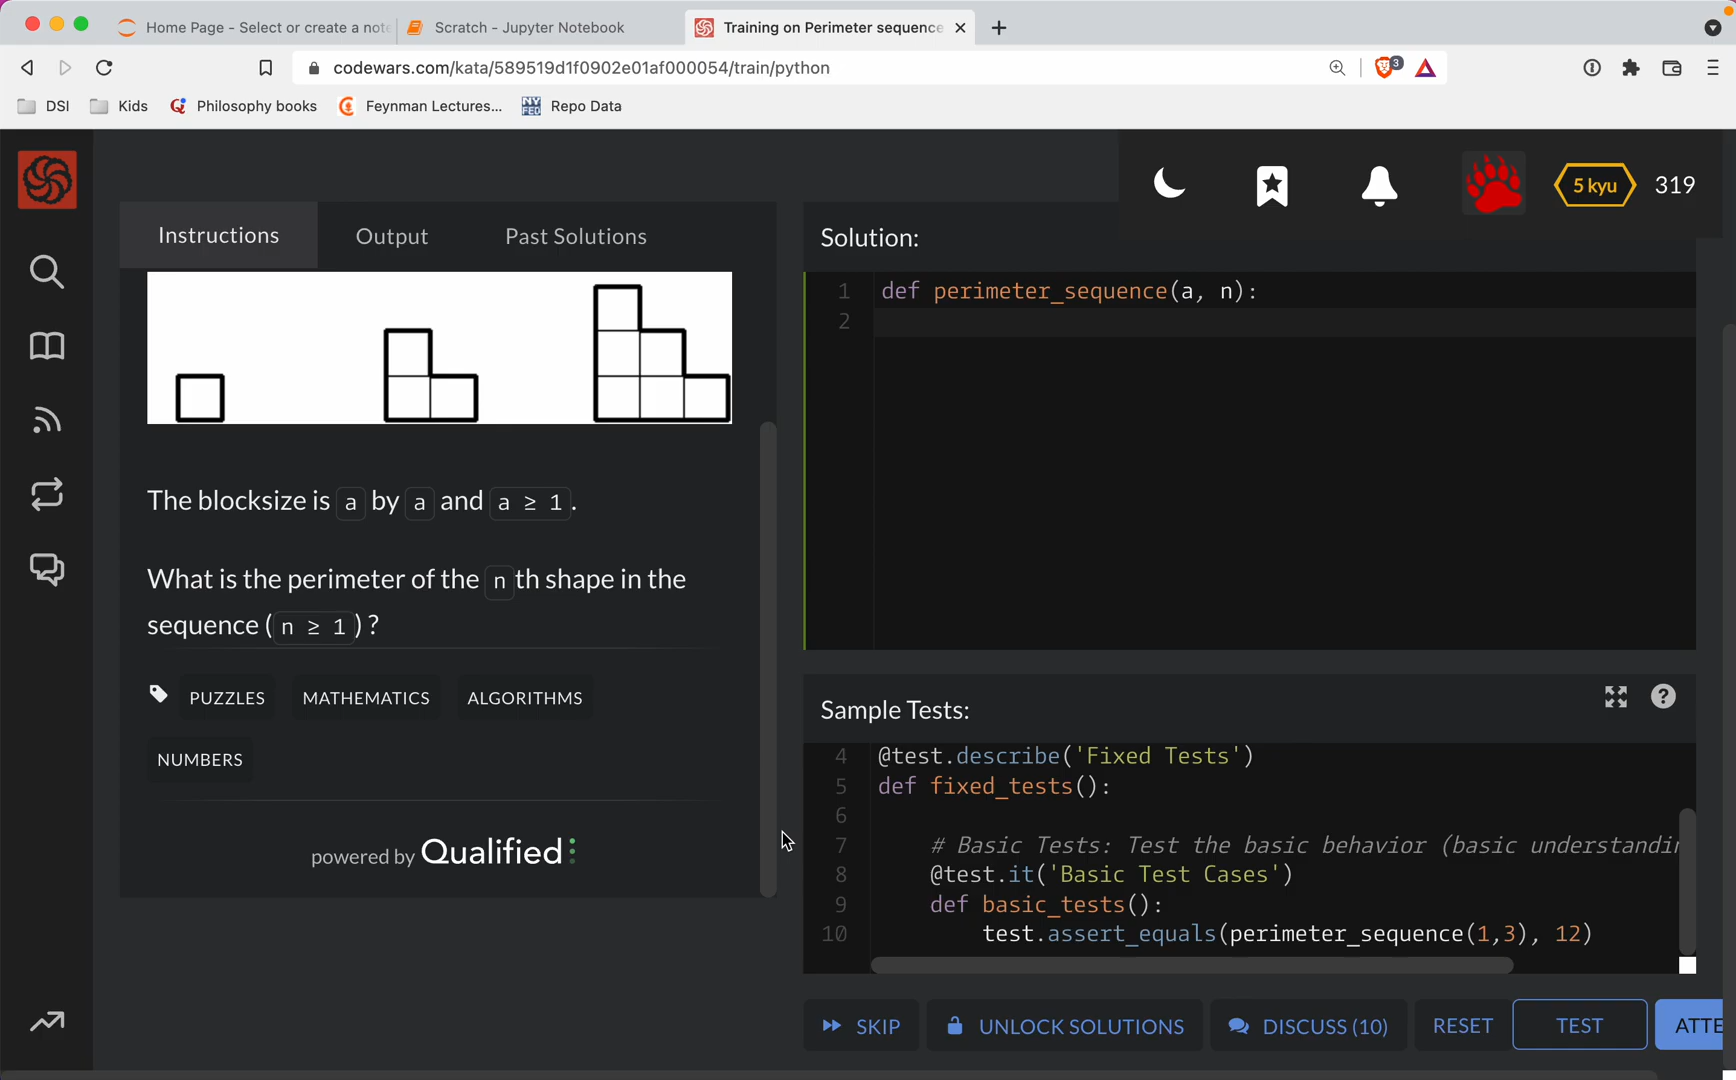 Home Page - Select or create a note
Scratch - Jupyter Notebook
Training on Perimeter sequence
codewars.com/kata/589519d1f0902e01af000054/train/python
3
DSI
Kids
Philosophy books
Feynman Lectures...
NY FED
Repo Data
5 kyu
319
Instructions
Output
Past Solutions
The blocksize is a by a and a ≥ 1.
What is the perimeter of the n th shape in the
sequence ( n ≥ 1 ) ?
PUZZLES
MATHEMATICS
ALGORITHMS
NUMBERS
powered by Qualified
Solution:
1 def perimeter_sequence(a, n):
2
Sample Tests:
?
4 @test.describe('Fixed Tests')
5 def fixed_tests():
6
7 # Basic Tests: Test the basic behavior (basic understandin
8 @test.it('Basic Test Cases')
9 def basic_tests():
10 test.assert_equals(perimeter_sequence(1,3), 12)
SKIP
UNLOCK SOLUTIONS
DISCUSS (10)
RESET
TEST
ATTE